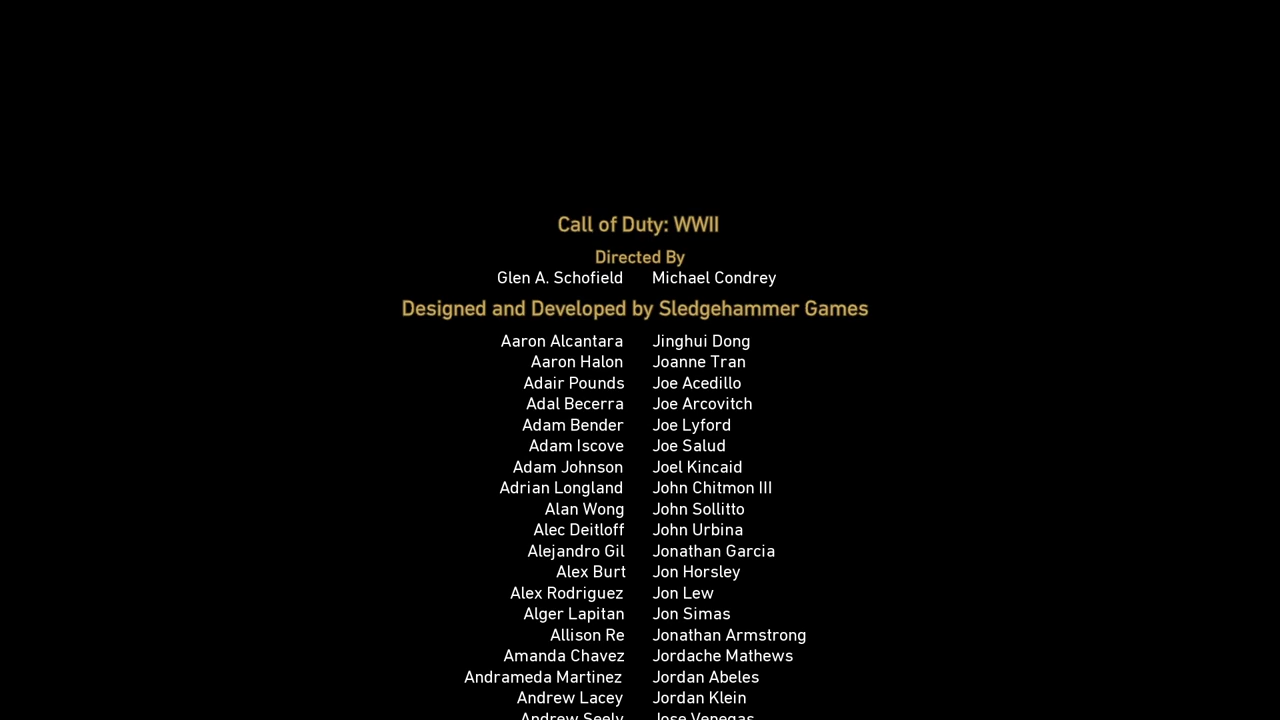 Call of Duty: WWII
Directed By
Glen A. Schofield Michael Condrey
Designed and Developed by Sledgehammer Games
Aaron Alcantara Jinghui Dong
Aaron Halon Joanne Tran
Adair Pounds Joe Acedillo
Adal Becerra Joe Arcovitch
Adam Bender Joe Lyford
Adam Iscove Joe Salud
Adam Johnson Joel Kincaid
Adrian Longland John Chitmon III
Alan Wong John Sollitto
Alec Deitloff John Urbina
Alejandro Gil Jonathan Garcia
Alex Burt Jon Horsley
Alex Rodriguez Jon Lew
Alger Lapitan Jon Simas
Allison Re Jonathan Armstrong
Amanda Chavez Jordache Mathews
Andrameda Martinez Jordan Abeles
Andrew Lacey Jordan Klein
Andrew Seely Jose Venegas